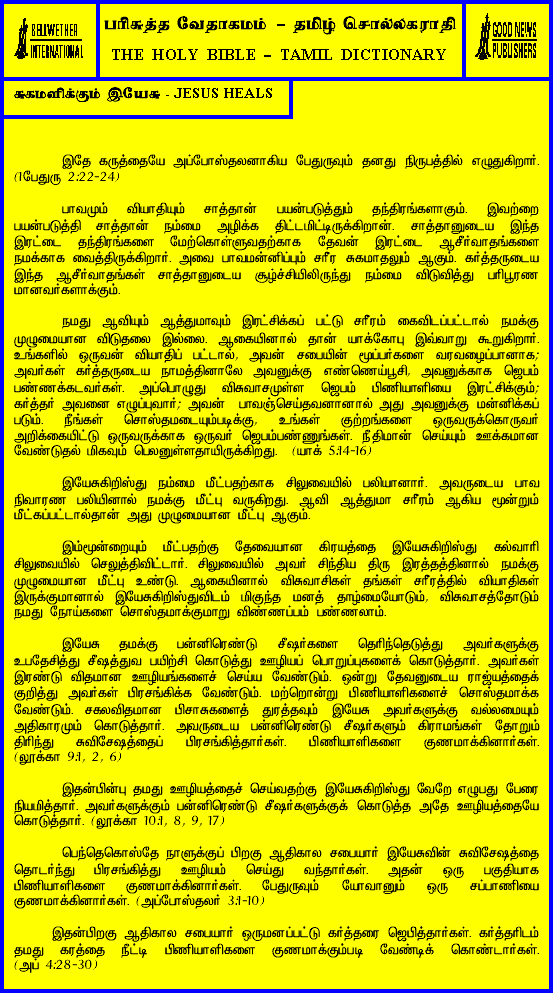 BELLWETHER
INTERNATIONAL
பரிசுத்த வேதாகமம் – தமிழ் சொல்லகராதி
THE HOLY BIBLE – TAMIL DICTIONARY
GOOD NEWS
PUBLISHERS
சுகமளிக்கும் இயேசு - JESUS HEALS
இதே கருத்தையே அப்போஸ்தலனாகிய பேதுருவும் தனது நிருபத்தில் எழுதுகிறார்.
(1பேதுரு 2:22-24)
பாவமும் வியாதியும் சாத்தான் பயன்படுத்தும் தந்திரங்களாகும். இவற்றை
பயன்படுத்தி சாத்தான் நம்மை அழிக்க திட்டமிட்டிருக்கிறான். சாத்தானுடைய இந்த
இரட்டை தந்திரங்களை மேற்கொள்ளுவதற்காக தேவன் இரட்டை ஆசீர்வாதங்களை
நமக்காக வைத்திருக்கிறார். அவை பாவமன்னிப்பும் சரீர சுகமாதலும் ஆகும். கர்த்தருடைய
இந்த ஆசீர்வாதங்கள் சாத்தானுடைய சூழ்ச்சியிலிருந்து நம்மை விடுவித்து பரிபூரண
மானவர்களாக்கும்.
நமது ஆவியும் ஆத்துமாவும் இரட்சிக்கப் பட்டு சரீரம் கைவிடப்பட்டால் நமக்கு
முழுமையான விடுதலை இல்லை. ஆகையினால் தான் யாக்கோபு இவ்வாறு கூறுகிறார்.
உங்களில் ஒருவன் வியாதிப் பட்டால், அவன் சபையின் மூப்பர்களை வரவழைப்பானாக;
அவர்கள் கர்த்தருடைய நாமத்தினாலே அவனுக்கு எண்ணெய்பூசி, அவனுக்காக ஜெபம்
பண்ணக்கடவர்கள். அப்பொழுது விசுவாசமுள்ள ஜெபம் பிணியாளியை இரட்சிக்கும்;
கர்த்தர் அவனை எழுப்புவார்; அவன் பாவஞ்செய்தவனானால் அது அவனுக்கு மன்னிக்கப்
படும். நீங்கள் சொஸ்தமடையும்படிக்கு, உங்கள் குற்றங்களை ஒருவருக்கொருவர்
அறிக்கையிட்டு ஒருவருக்காக ஒருவர் ஜெபம்பண்ணுங்கள். நீதிமான் செய்யும் ஊக்கமான
வேண்டுதல் மிகவும் பெலனுள்ளதாயிருக்கிறது. (யாக் 5:14-16)
இயேசுகிறிஸ்து நம்மை மீட்பதற்காக சிலுவையில் பலியானார். அவருடைய பாவ
நிவாரண பலியினால் நமக்கு மீட்பு வருகிறது. ஆவி ஆத்துமா சரீரம் ஆகிய மூன்றும்
மீட்கப்பட்டால்தான் அது முழுமையான மீட்பு ஆகும்.
இம்மூன்றையும் மீட்பதற்கு தேவையான கிரயத்தை இயேசுகிறிஸ்து கல்வாரி
சிலுவையில் செலுத்திவிட்டார். சிலுவையில் அவர் சிந்திய திரு இரத்தத்தினால் நமக்கு
முழுமையான மீட்பு உண்டு. ஆகையினால் விசுவாசிகள் தங்கள் சரீரத்தில் வியாதிகள்
இருக்குமானால் இயேசுகிறிஸ்துவிடம் மிகுந்த மனத் தாழ்மையோடும், விசுவாசத்தோடும்
நமது நோய்களை சொஸ்தமாக்குமாறு விண்ணப்பம் பண்ணலாம்.
இயேசு தமக்கு பன்னிரெண்டு சீஷர்களை தெரிந்தெடுத்து அவர்களுக்கு
உபதேசித்து சீஷத்துவ பயிற்சி கொடுத்து ஊழியப் பொறுப்புகளைக் கொடுத்தார். அவர்கள்
இரண்டு விதமான ஊழியங்களைச் செய்ய வேண்டும். ஒன்று தேவனுடைய ராஜ்யத்தைக்
குறித்து அவர்கள் பிரசங்கிக்க வேண்டும். மற்றொன்று பிணியாளிகளைச் சொஸ்தமாக்க
வேண்டும். சகலவிதமான பிசாசுகளைத் துரத்தவும் இயேசு அவர்களுக்கு வல்லமையும்
அதிகாரமும் கொடுத்தார். அவருடைய பன்னிரெண்டு சீஷர்களும் கிராமங்கள் தோறும்
திரிந்து சுவிசேஷத்தைப் பிரசங்கித்தார்கள். பிணியாளிகளை குணமாக்கினார்கள்.
(லூக்கா 9:1, 2, 6)
இதன்பின்பு தமது ஊழியத்தைச் செய்வதற்கு இயேசுகிறிஸ்து வேறே எழுபது பேரை
நியமித்தார். அவர்களுக்கும் பன்னிரெண்டு சீஷர்களுக்குக் கொடுத்த அதே ஊழியத்தையே
கொடுத்தார். (லூக்கா 10:1, 8, 9, 17)
பெந்தெகொஸ்தே நாளுக்குப் பிறகு ஆதிகால சபையார் இயேசுவின் சுவிசேஷத்தை
தொடர்ந்து பிரசங்கித்து ஊழியம் செய்து வந்தார்கள். அதன் ஒரு பகுதியாக
பிணியாளிகளை குணமாக்கினார்கள். பேதுருவும் யோவானும் ஒரு சப்பாணியை
குணமாக்கினார்கள். (அப்போஸ்தலர் 3:1-10)
இதன்பிறகு ஆதிகால சபையார் ஒருமனப்பட்டு கர்த்தரை ஜெபித்தார்கள். கர்த்தரிடம்
தமது கரத்தை நீட்டி பிணியாளிகளை குணமாக்கும்படி வேண்டிக் கொண்டார்கள்.
(அப் 4:28-30)